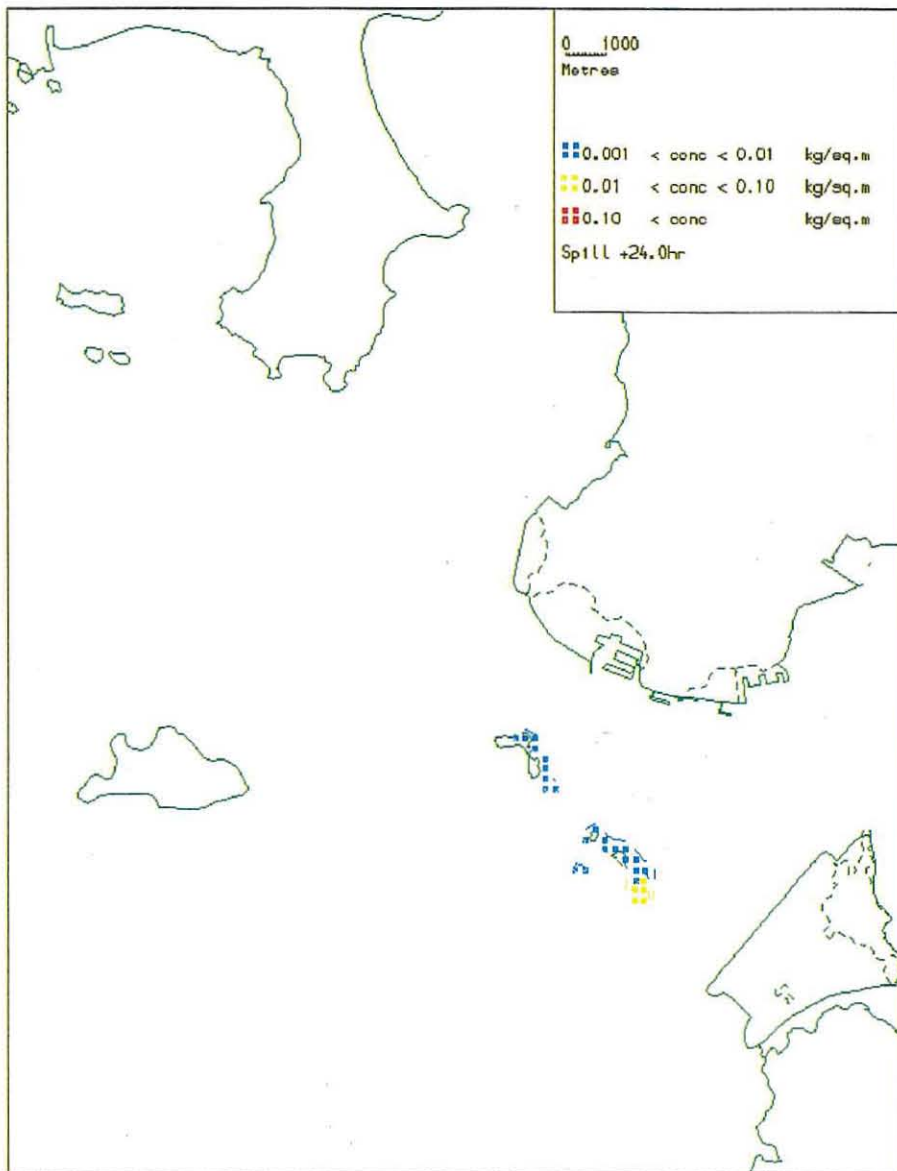 0 1000
Metres
0.001 < conc < 0.01 kg/sq.m
0.01 < conc < 0.10 kg/sq.m
0.10 < conc kg/sq.m
Spill +24.0hr